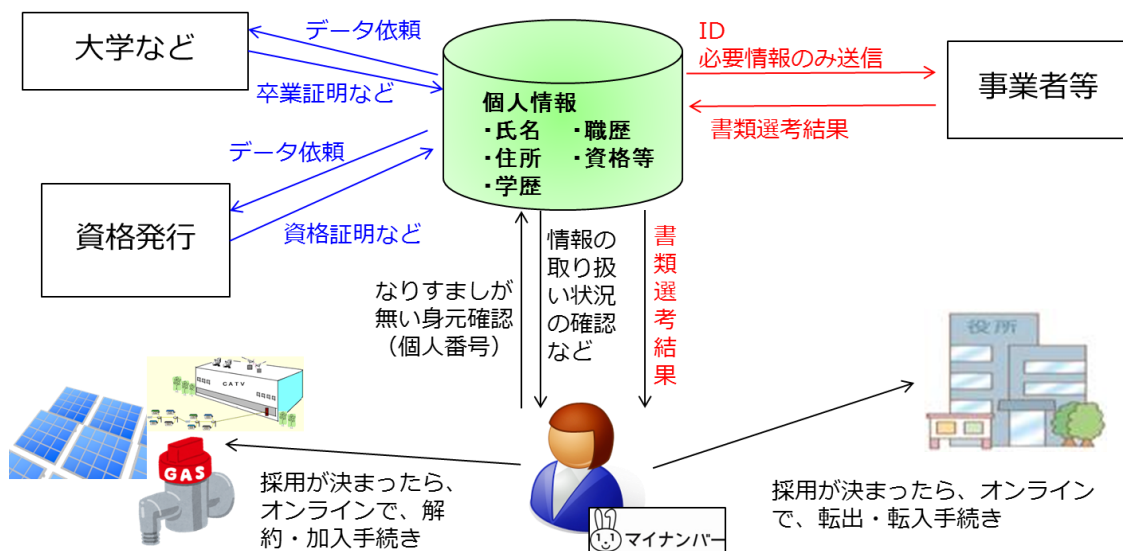 大学など
データ依頼
卒業証明など
データ依頼
資格証明など
資格発行
個人情報
・氏名 ・職歴
・住所 ・資格等
・学歴
ID
必要情報のみ送信
書類選考結果
事業者等
なりすましが
無い身元確認
（個人番号）
情報の
取り扱
い状況
の確認
など
書類選考結果
役所
CATV
GAS
採用が決まったら、
オンラインで、解
約・加入手続き
マイナンバー
採用が決まったら、オンライン
で、転出・転入手続き